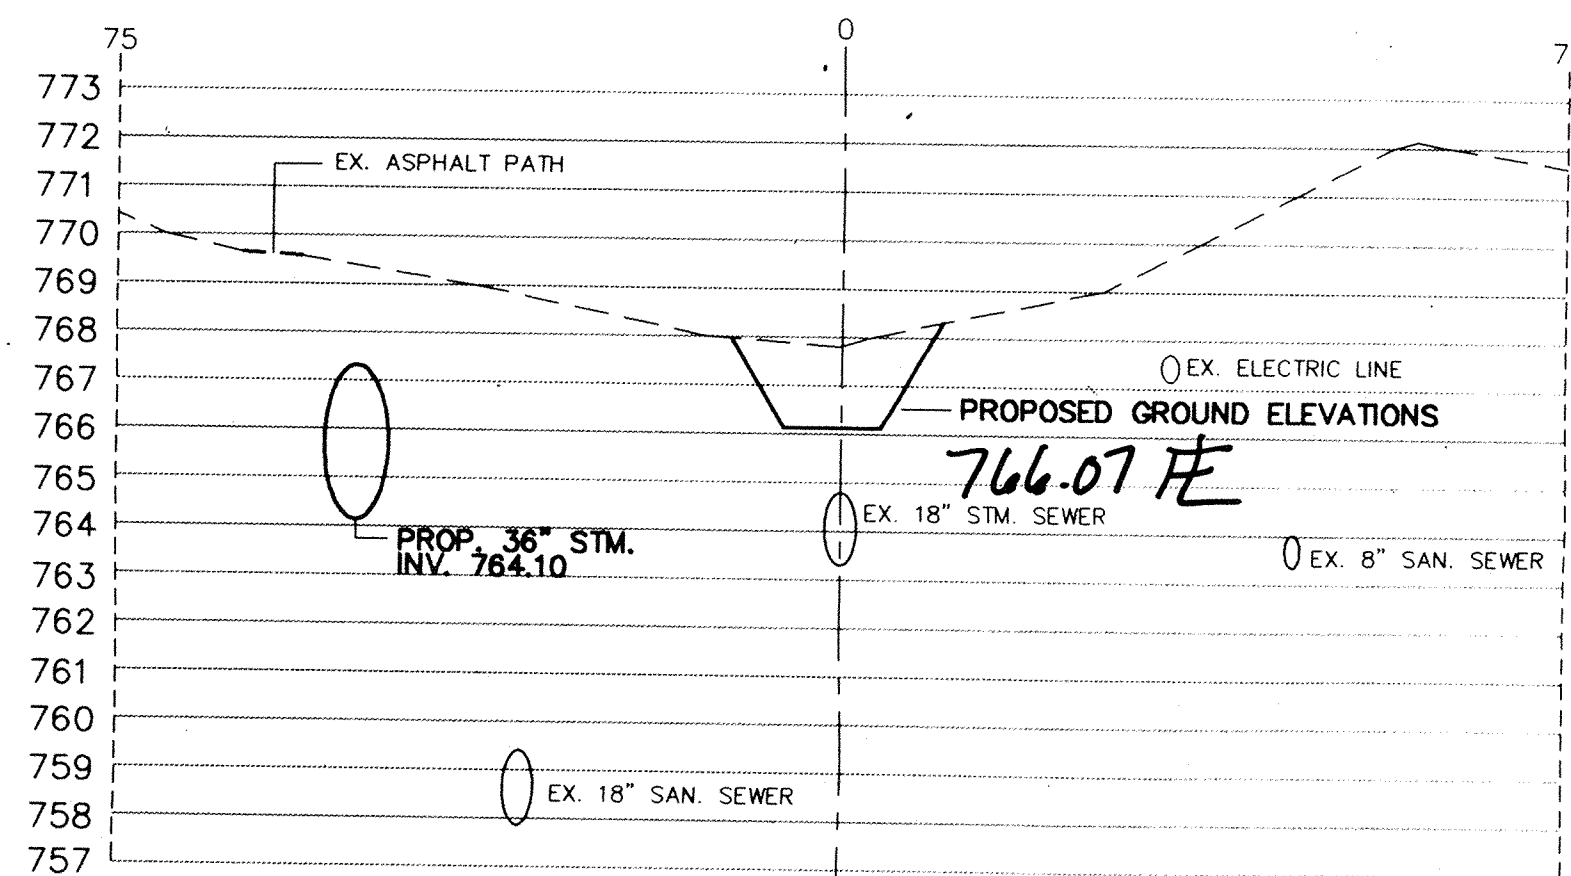 75
0
7
773
772
EX. ASPHALT PATH
771
770
769
768
767
EX. ELECTRIC LINE
PROPOSED GROUND ELEVATIONS
766
766.07
765
EX. 18" STM. SEWER
764
PROP. 36" STM.
INV. 764.10
EX. 8" SAN. SEWER
763
762
761
760
759
EX. 18" SAN. SEWER
758
757